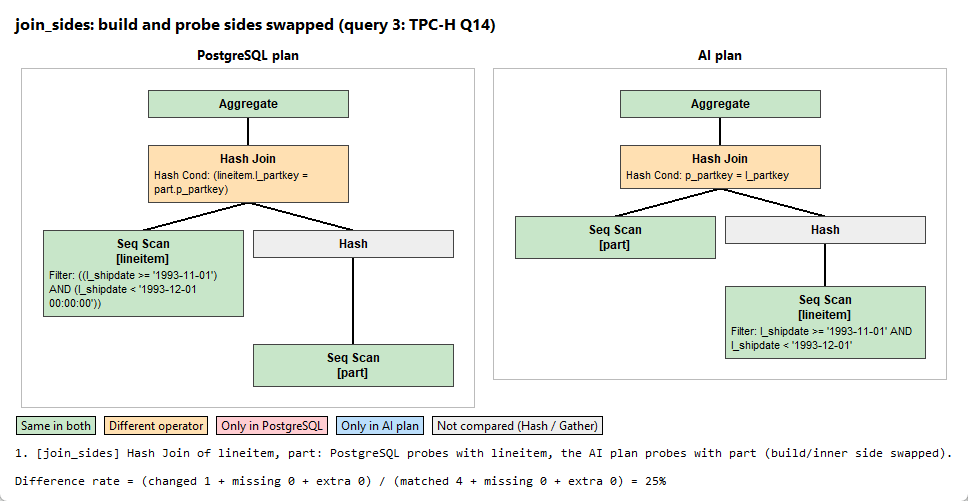 join_sides: build and probe sides swapped (query 3: TPC-H Q14)
PostgreSQL plan
Aggregate
Hash Join
Hash Cond: (lineitem.l_partkey =
part.p_partkey)
Seq Scan
[lineitem]
Filter: ((l_shipdate >= '1993-11-01')
AND (l_shipdate < '1993-12-01
00:00:00'))
Hash
Seq Scan
[part]
AI plan
Aggregate
Hash Join
Hash Cond: p_partkey = l_partkey
Seq Scan
[part]
Hash
Seq Scan
[lineitem]
Filter: l_shipdate >= '1993-11-01' AND
l_shipdate < '1993-12-01'
Same in both
Different operator
Only in PostgreSQL
Only in AI plan
Not compared (Hash / Gather)
1. [join_sides] Hash Join of lineitem, part: PostgreSQL probes with lineitem, the AI plan probes with part (build/inner side swapped).
Difference rate = (changed 1 + missing 0 + extra 0) / (matched 4 + missing 0 + extra 0) = 25%